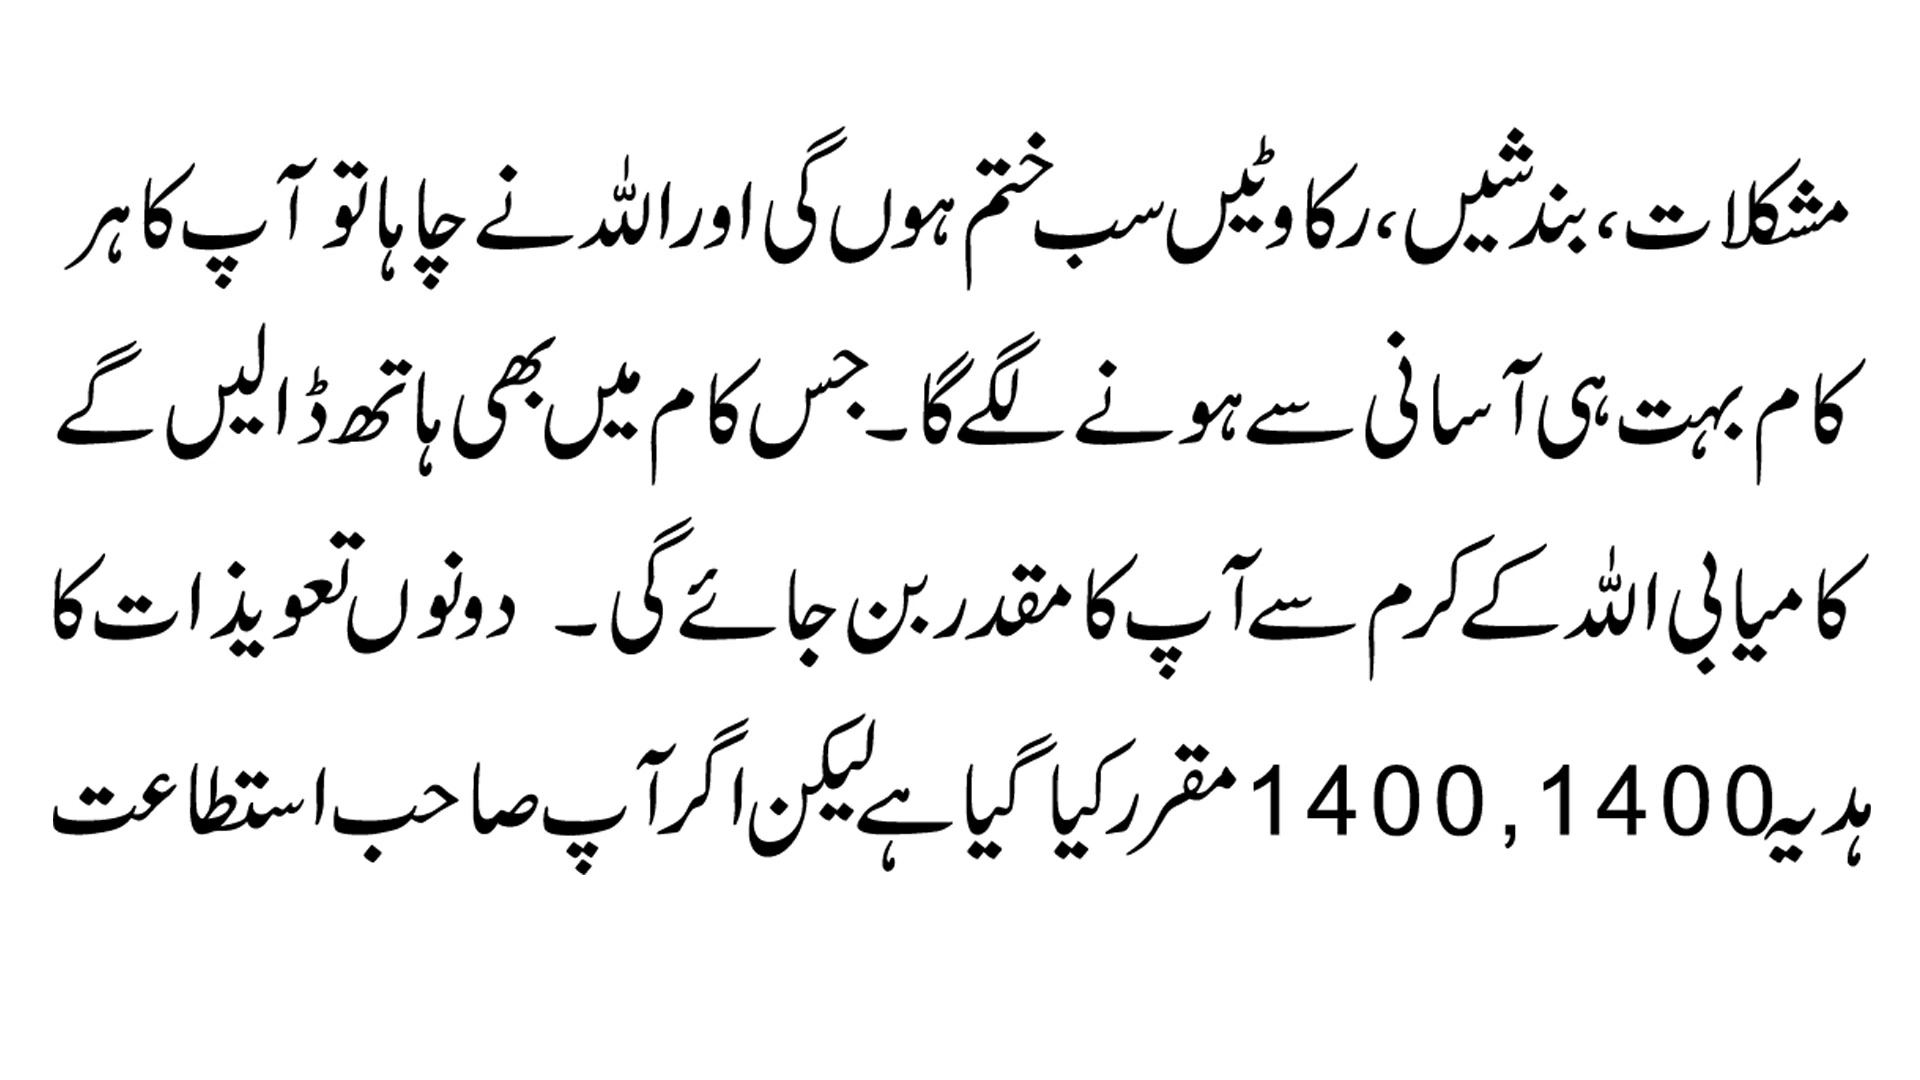 مشکلات، بندشیں، رکاوٹیں سب ختم ہوں گی اور اللہ نے چاہا تو آپ کا ہر
کام بہت ہی آسانی سے ہونے لگے گا۔ جس کام میں بھی ہاتھ ڈالیں گے
کامیابی اللہ کے کرم سے آپ کا مقدر بن جائے گی۔ دونوں تعویذات کا
ہدیہ 1400,1400 مقرر کیا گیا ہے لیکن اگر آپ صاحب استطاعت